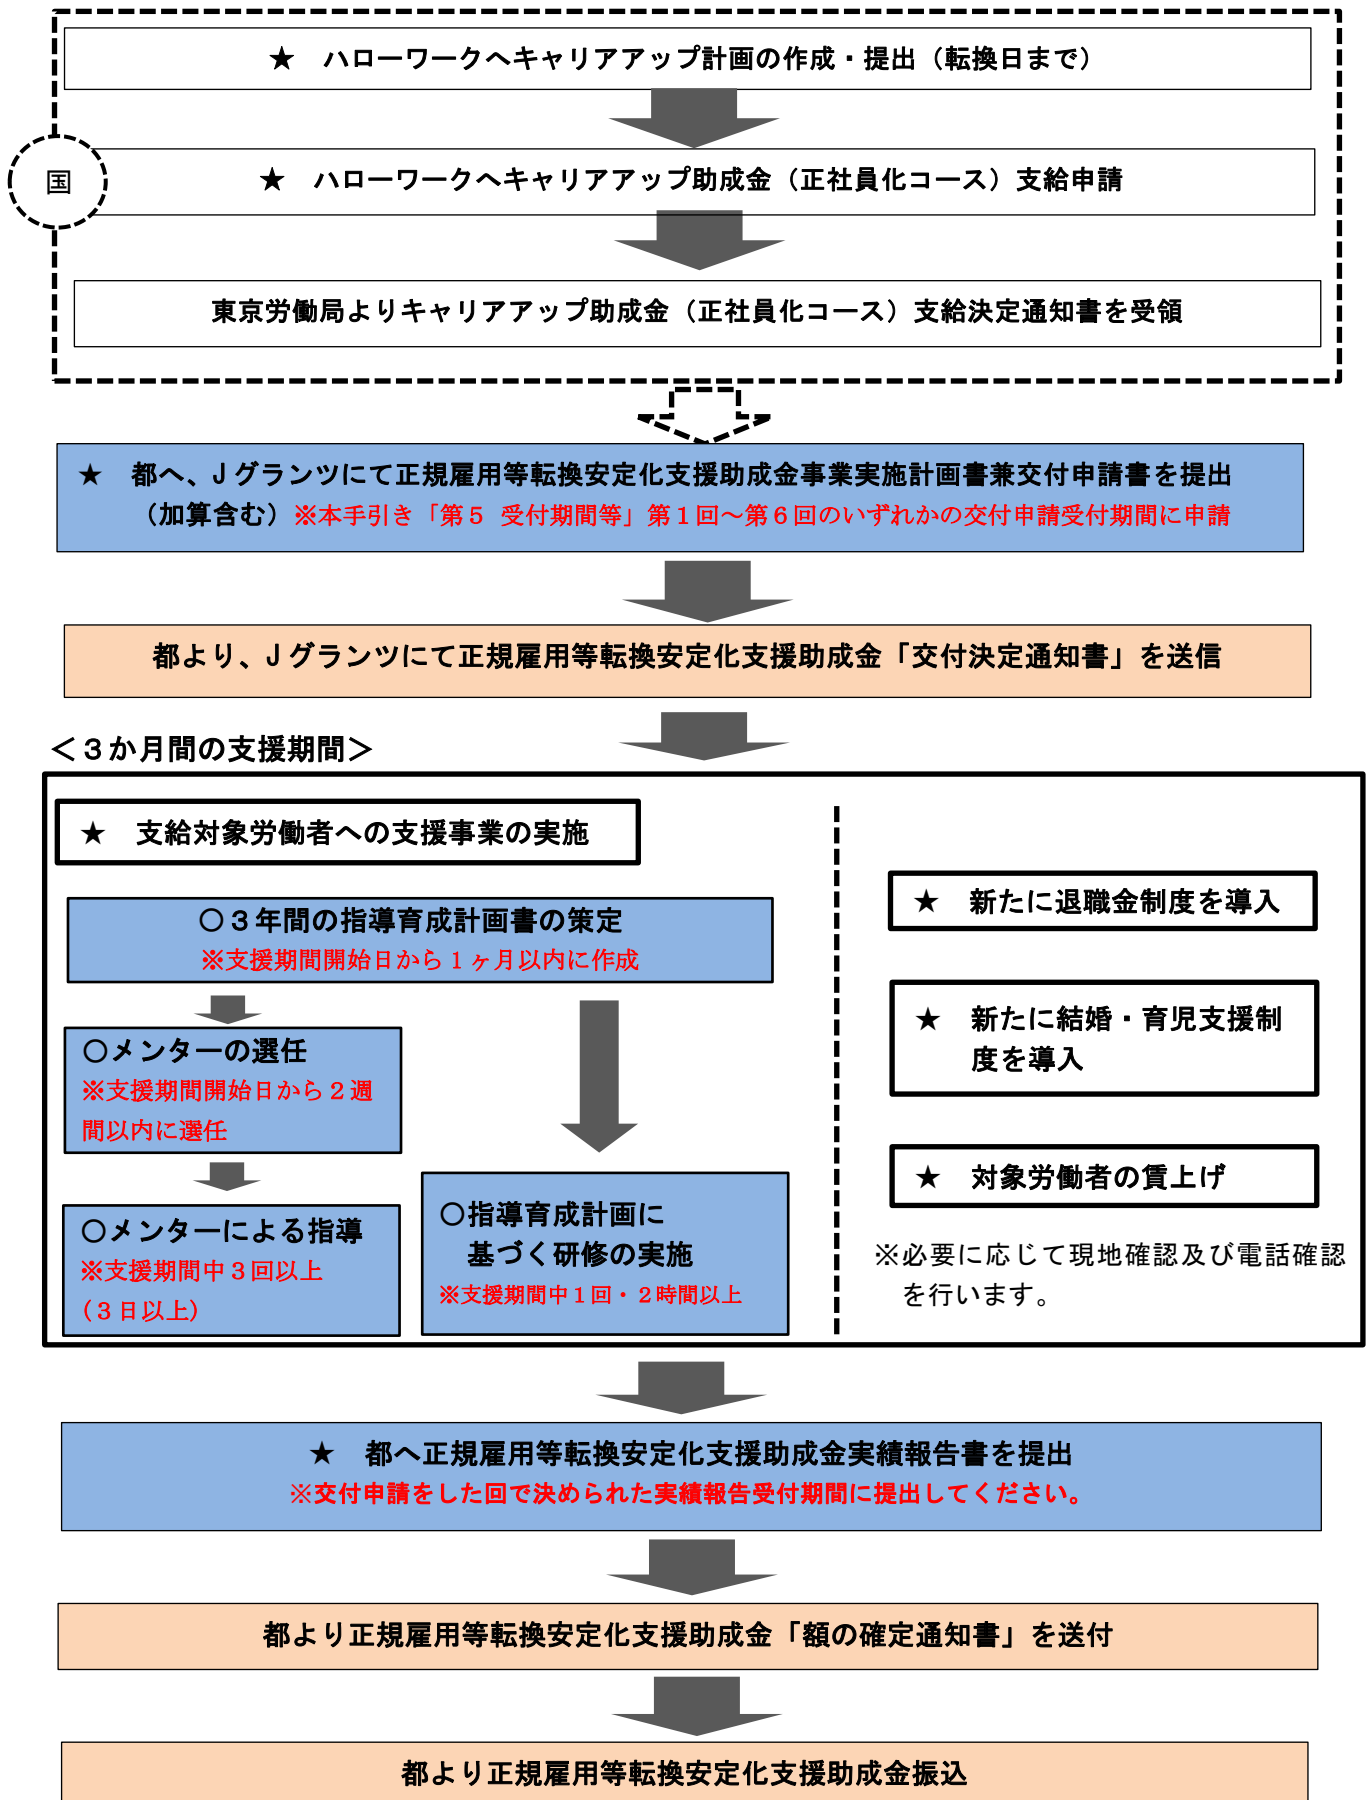 ★　ハローワークへキャリアアップ計画の作成・提出（転換日まで）
国
★　ハローワークへキャリアアップ助成金（正社員化コース）支給申請
東京労働局よりキャリアアップ助成金（正社員化コース）支給決定通知書を受領
★　都へ、Ｊグランツにて正規雇用等転換安定化支援助成金事業実施計画書兼交付申請書を提出
（加算含む）※本手引き「第５ 受付期間等」第１回～第６回のいずれかの交付申請受付期間に申請
都より、Ｊグランツにて正規雇用等転換安定化支援助成金「交付決定通知書」を送信
＜３か月間の支援期間＞
★　支給対象労働者への支援事業の実施
○３年間の指導育成計画書の策定
※支援期間開始日から１ヶ月以内に作成
○メンターの選任
※支援期間開始日から２週
間以内に選任
○メンターによる指導
※支援期間中３回以上
（３日以上）
○指導育成計画に
基づく研修の実施
※支援期間中１回・２時間以上
★　新たに退職金制度を導入
★　新たに結婚・育児支援制
度を導入
★　対象労働者の賃上げ
※必要に応じて現地確認及び電話確認
を行います。
★　都へ正規雇用等転換安定化支援助成金実績報告書を提出
※交付申請をした回で決められた実績報告受付期間に提出してください。
都より正規雇用等転換安定化支援助成金「額の確定通知書」を送付
都より正規雇用等転換安定化支援助成金振込